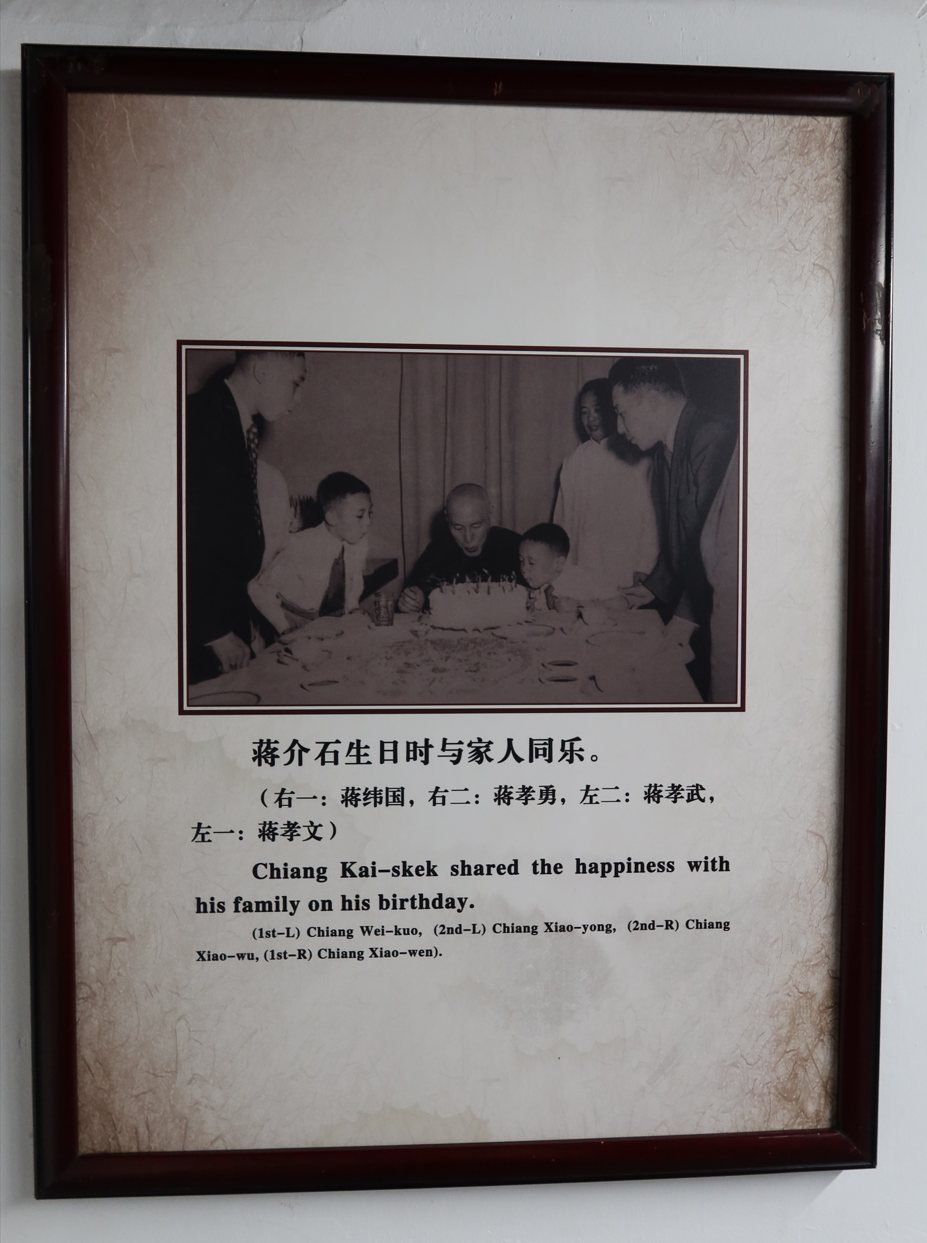 蒋介石生日时与家人同乐。
（右一：蒋纬国，右二：蒋孝勇，左二：蒋孝武，
左一：蒋孝文）
Chiang Kai-skek shared the happiness with
his family on his birthday.
(1st-L) Chiang Wei-kuo, (2nd-L) Chiang Xiao-yong, (2nd-R) Chiang
Xiao-wu, (1st-R) Chiang Xiao-wen).